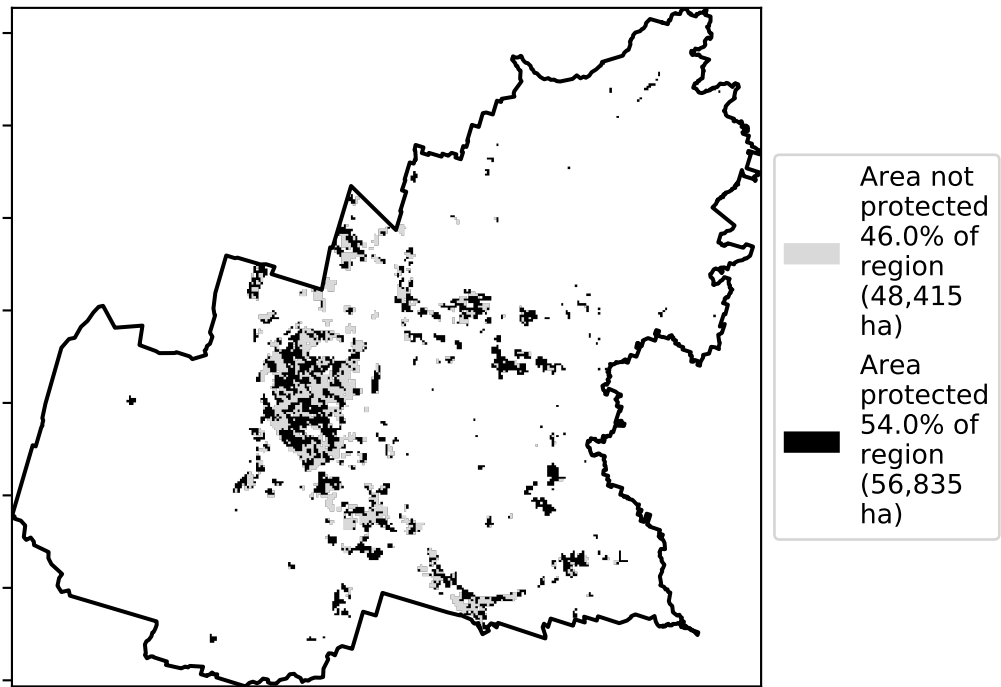 Area not
protected
46.0% of
region
(48,415
ha)
Area
protected
54.0% of
region
(56,835
ha)